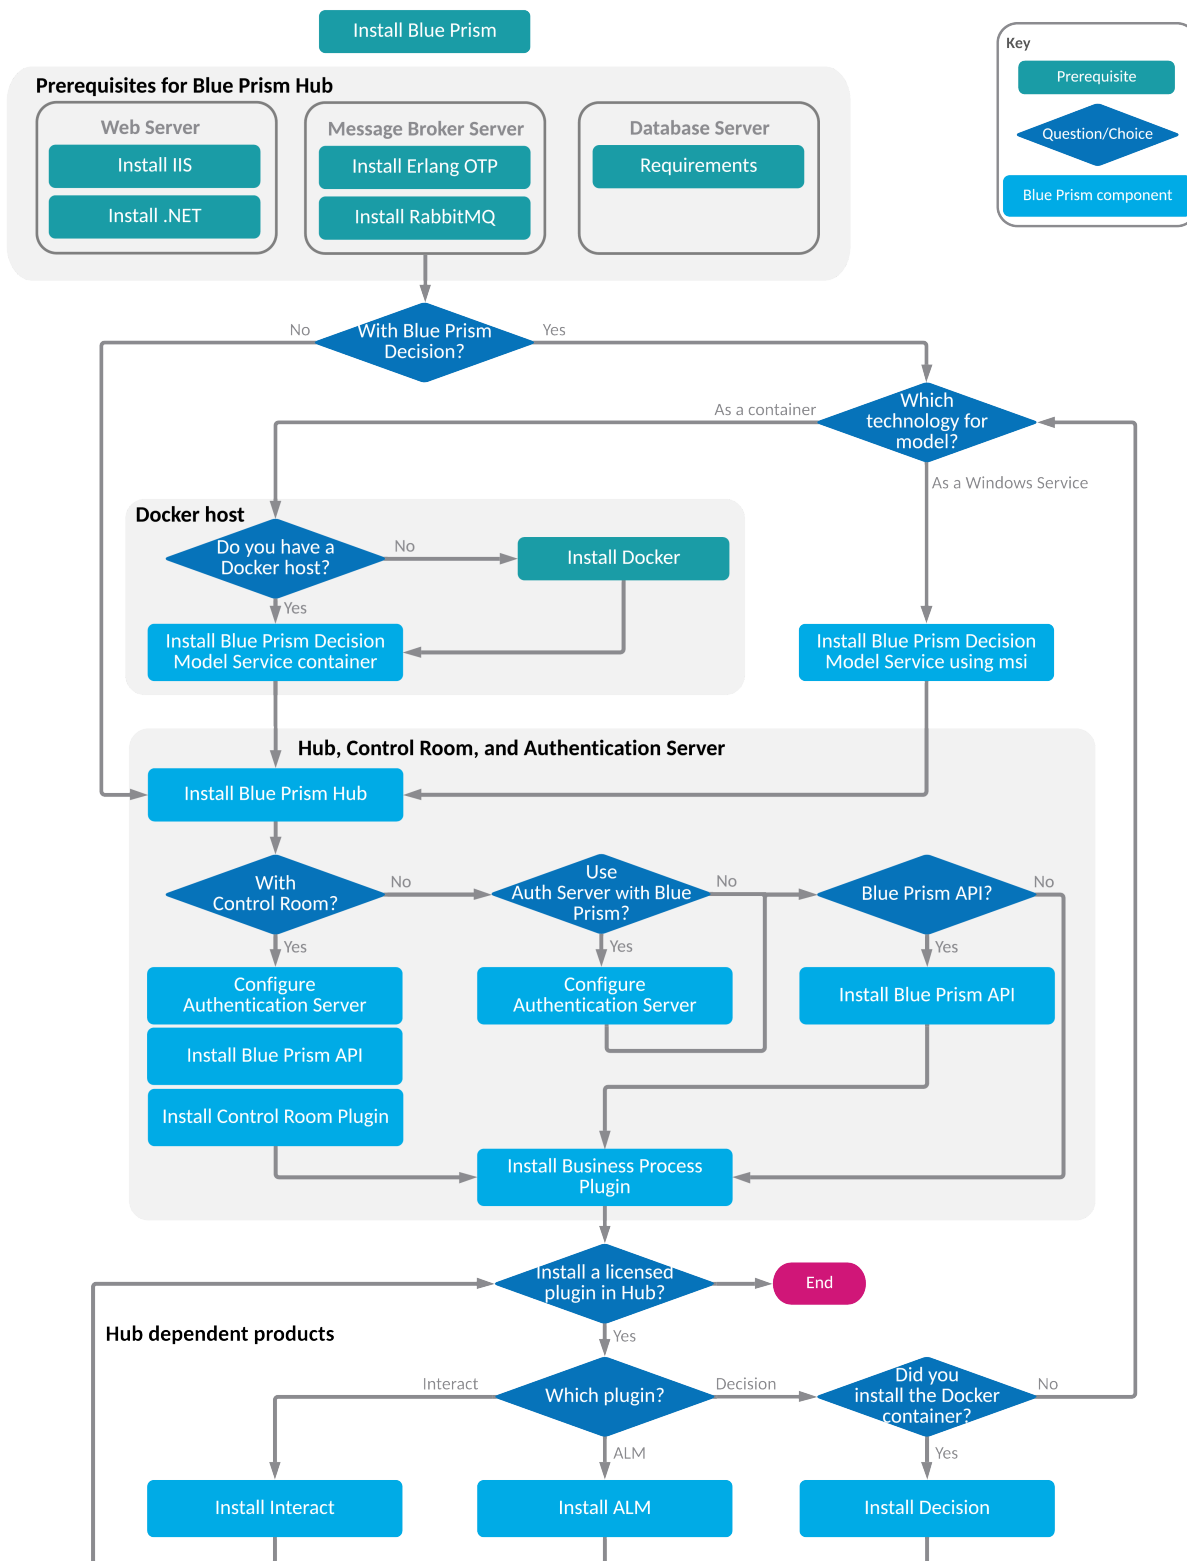 Install Blue Prism
Key
Prerequisite
Question/Choice
Blue Prism component
Prerequisites for Blue Prism Hub
Web Server
Install IIS
Install .NET
Message Broker Server
Install Erlang OTP
Install RabbitMQ
Database Server
Requirements
No
With Blue Prism
Decision?
Yes
As a container
Which
technology for
model?
As a Windows Service
Docker host
Do you have a
Docker host?
No
Install Docker
Yes
Install Blue Prism Decision
Model Service container
Install Blue Prism Decision
Model Service using msi
Hub, Control Room, and Authentication Server
Install Blue Prism Hub
With
Control Room?
No
Use
Auth Server with Blue
Prism?
No
Blue Prism API?
No
Yes
Yes
Yes
Configure
Authentication Server
Configure
Authentication Server
Install Blue Prism API
Install Blue Prism API
Install Control Room Plugin
Install Business Process
Plugin
Install a licensed
plugin in Hub?
End
Hub dependent products
Yes
Interact
Which plugin?
Decision
Did you
install the Docker
container?
No
ALM
Yes
Install Interact
Install ALM
Install Decision